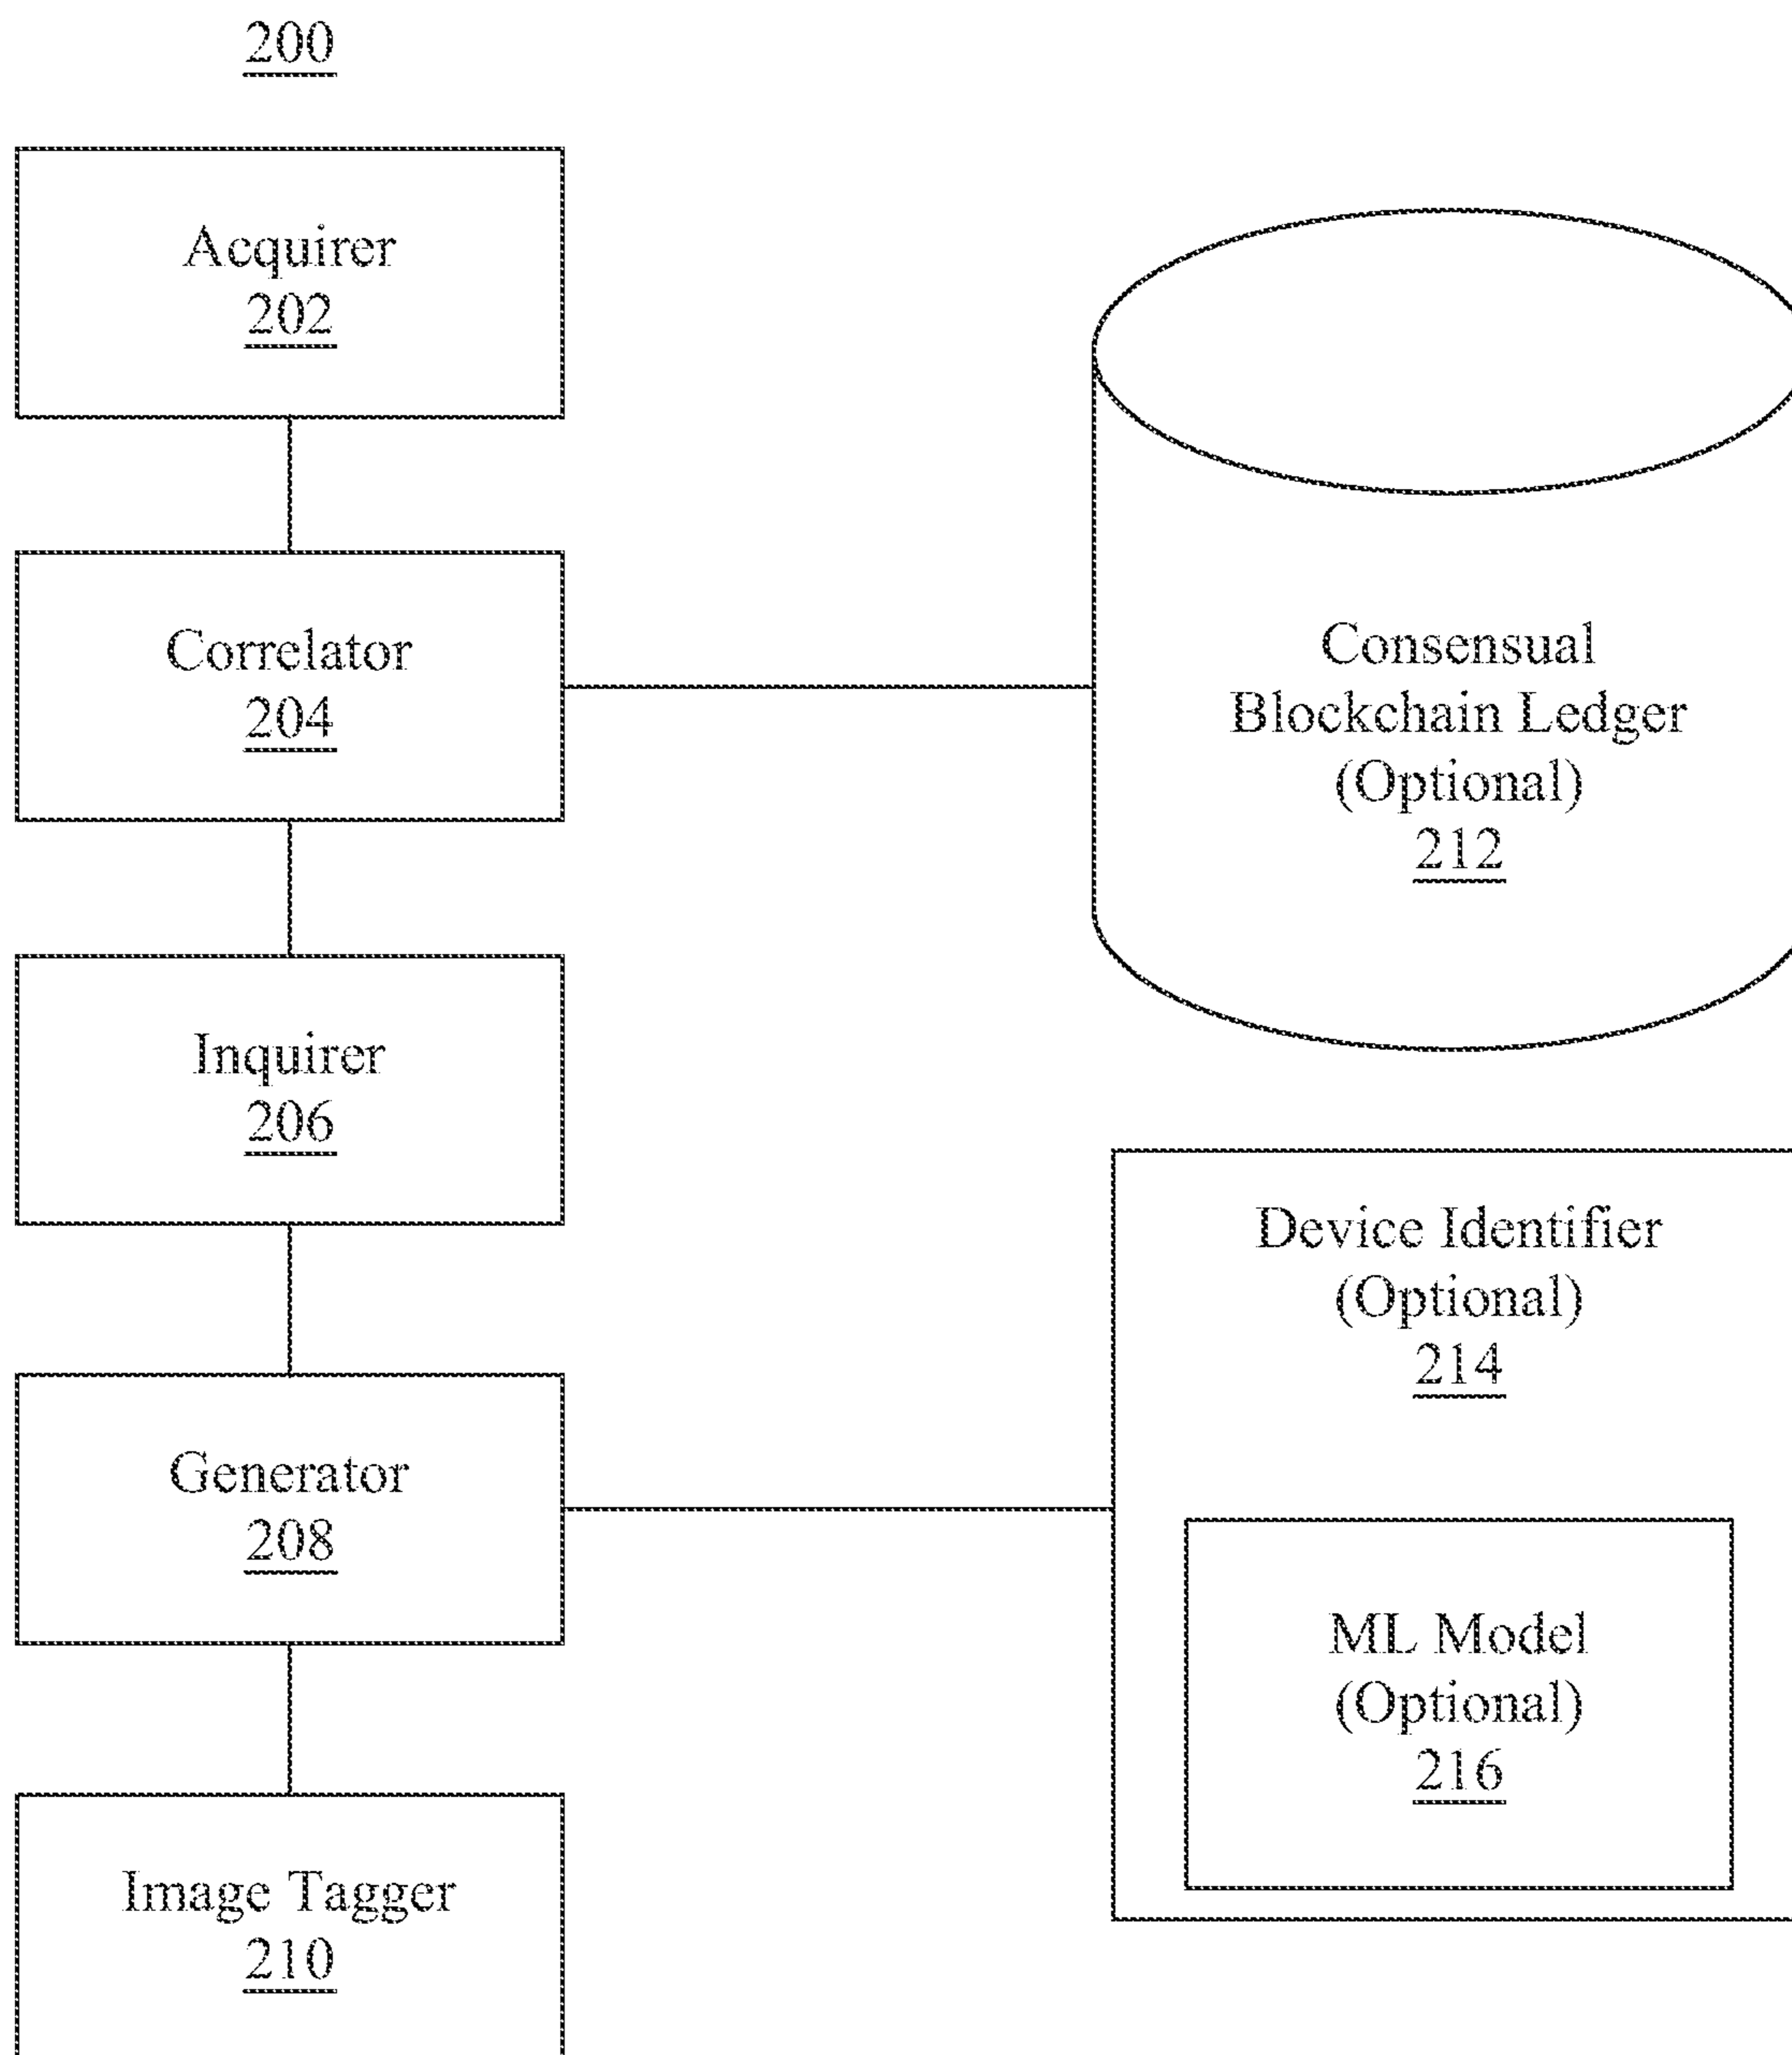 200
Acquirer
202
Correlator
204
Inquirer
206
Generator
208
Image Tagger
210
Consensual
Blockchain Ledger
(Optional)
212
Device Identifier
(Optional)
214
ML Model
(Optional)
216